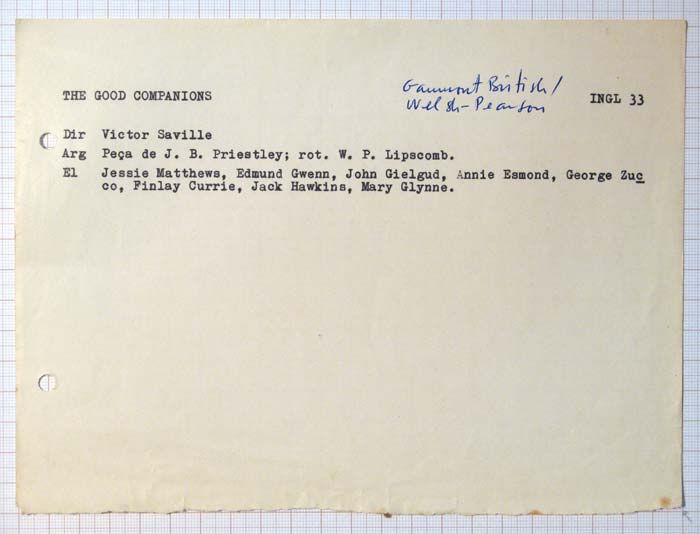 Gaumont British/
Welsh-Pearson
THE GOOD COMPANIONS
INGL 33
Dir Victor Saville
Arg Peça de J. B. Priestley; rot. W. P. Lipscomb.
El Jessie Matthews, Edmund Gwenn, John Gielgud, Annie Esmond, George Zuc
co, Finlay Currie, Jack Hawkins, Mary Glynne.